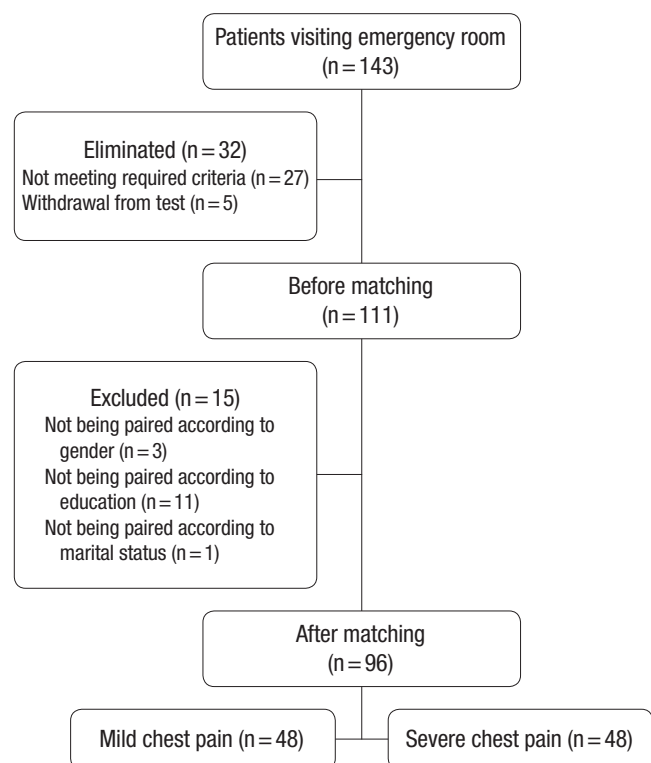 Patients visiting emergency room
(n = 143)
Eliminated (n = 32)
Not meeting required criteria (n = 27)
Withdrawal from test (n = 5)
Before matching
(n = 111)
Excluded (n = 15)
Not being paired according to
gender (n = 3)
Not being paired according to
education (n = 11)
Not being paired according to
marital status (n = 1)
After matching
(n = 96)
Mild chest pain (n = 48)
Severe chest pain (n = 48)